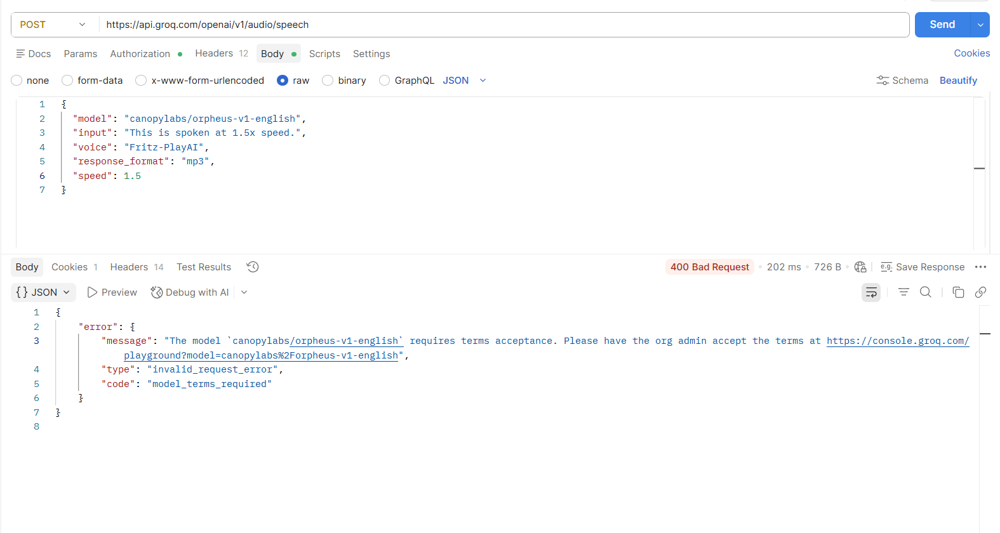 POST
https://api.groq.com/openai/v1/audio/speech
Send
Docs Params Authorization Headers 12 Body Scripts Settings Cookies
none form-data x-www-form-urlencoded raw binary GraphQL JSON Schema Beautify
1 {
2 "model": "canopylabs/orpheus-v1-english",
3 "input": "This is spoken at 1.5x speed.",
4 "voice": "Fritz-PlayAI",
5 "response_format": "mp3",
6 "speed": 1.5
7 }
Body Cookies 1 Headers 14 Test Results 400 Bad Request 202 ms 726 B e.g. Save Response
{} JSON Preview Debug with AI
1 {
2 "error": {
3 "message": "The model `canopylabs/orpheus-v1-english` requires terms acceptance. Please have the org admin accept the terms at https://console.groq.com/
playground?model=canopylabs%2Forpheus-v1-english",
4 "type": "invalid_request_error",
5 "code": "model_terms_required"
6 }
7 }
8